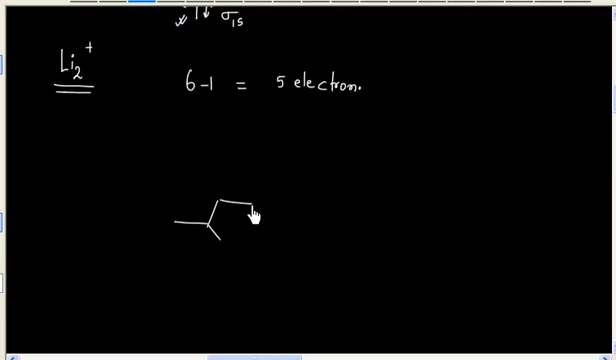 σ1s
Li2+
6-1 = 5 electron.